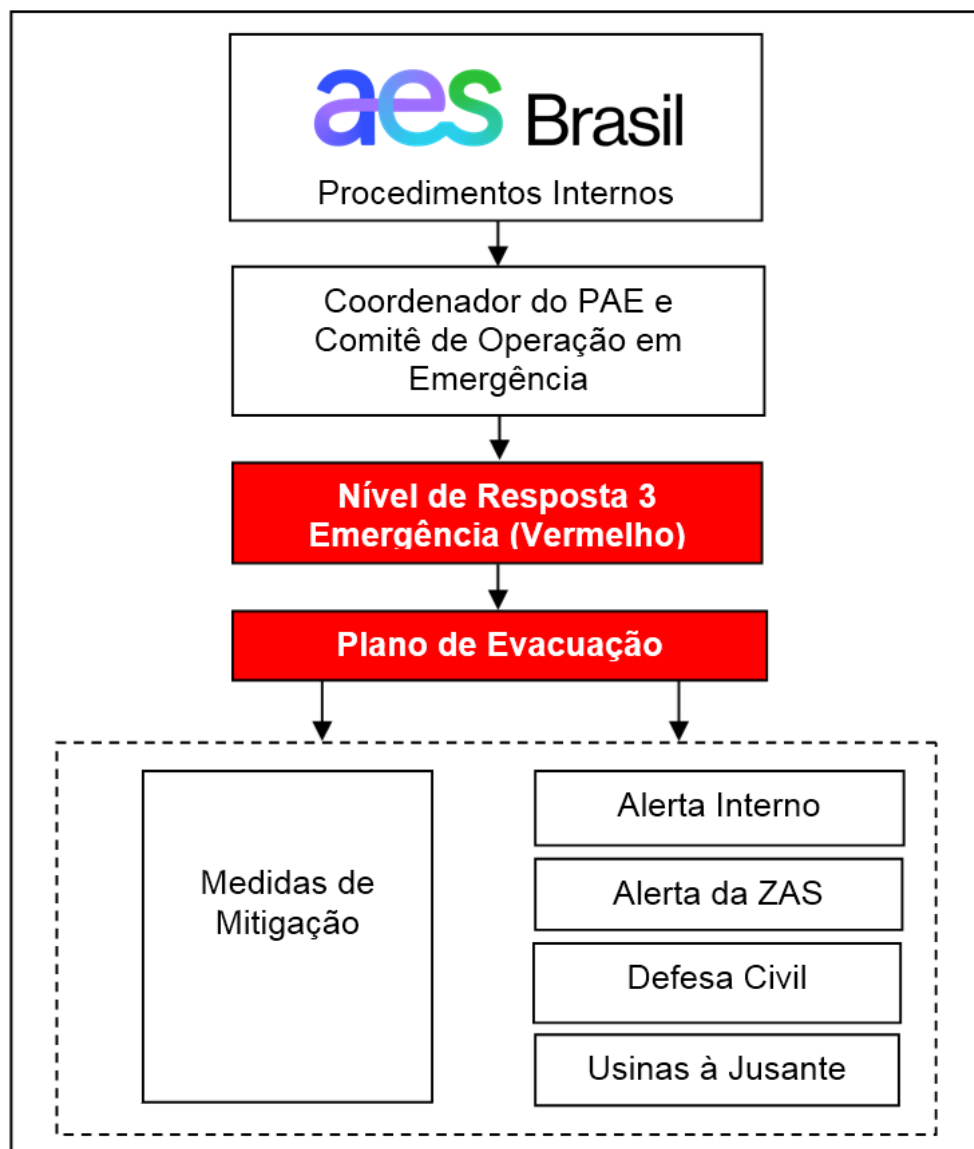 aes Brasil
Procedimentos Internos
Coordenador do PAE e
Comitê de Operação em
Emergência
Nível de Resposta 3
Emergência (Vermelho)
Plano de Evacuação
Medidas de
Mitigação
Alerta Interno
Alerta da ZAS
Defesa Civil
Usinas à Jusante